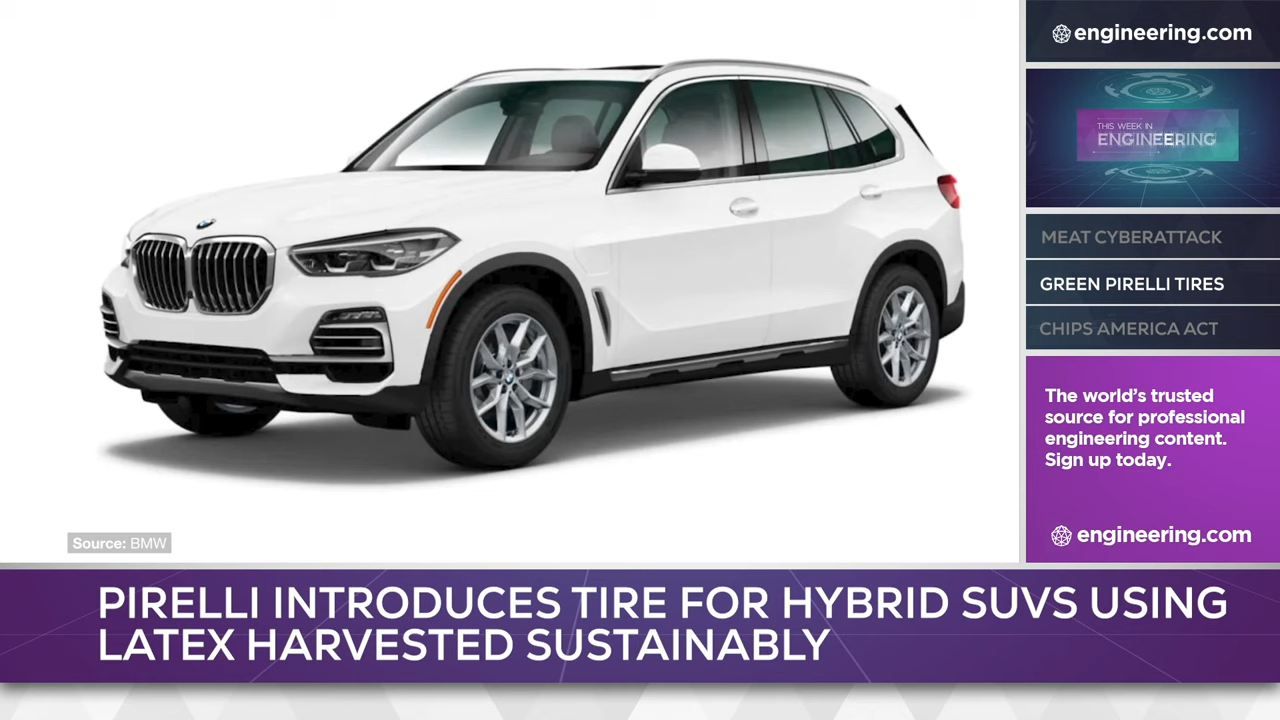 engineering.com
THIS WEEK IN
ENGINEERING
MEAT CYBERATTACK
GREEN PIRELLI TIRES
CHIPS AMERICA ACT
The world's trusted
source for professional
engineering content.
Sign up today.
engineering.com
Source: BMW
PIRELLI INTRODUCES TIRE FOR HYBRID SUVS USING
LATEX HARVESTED SUSTAINABLY